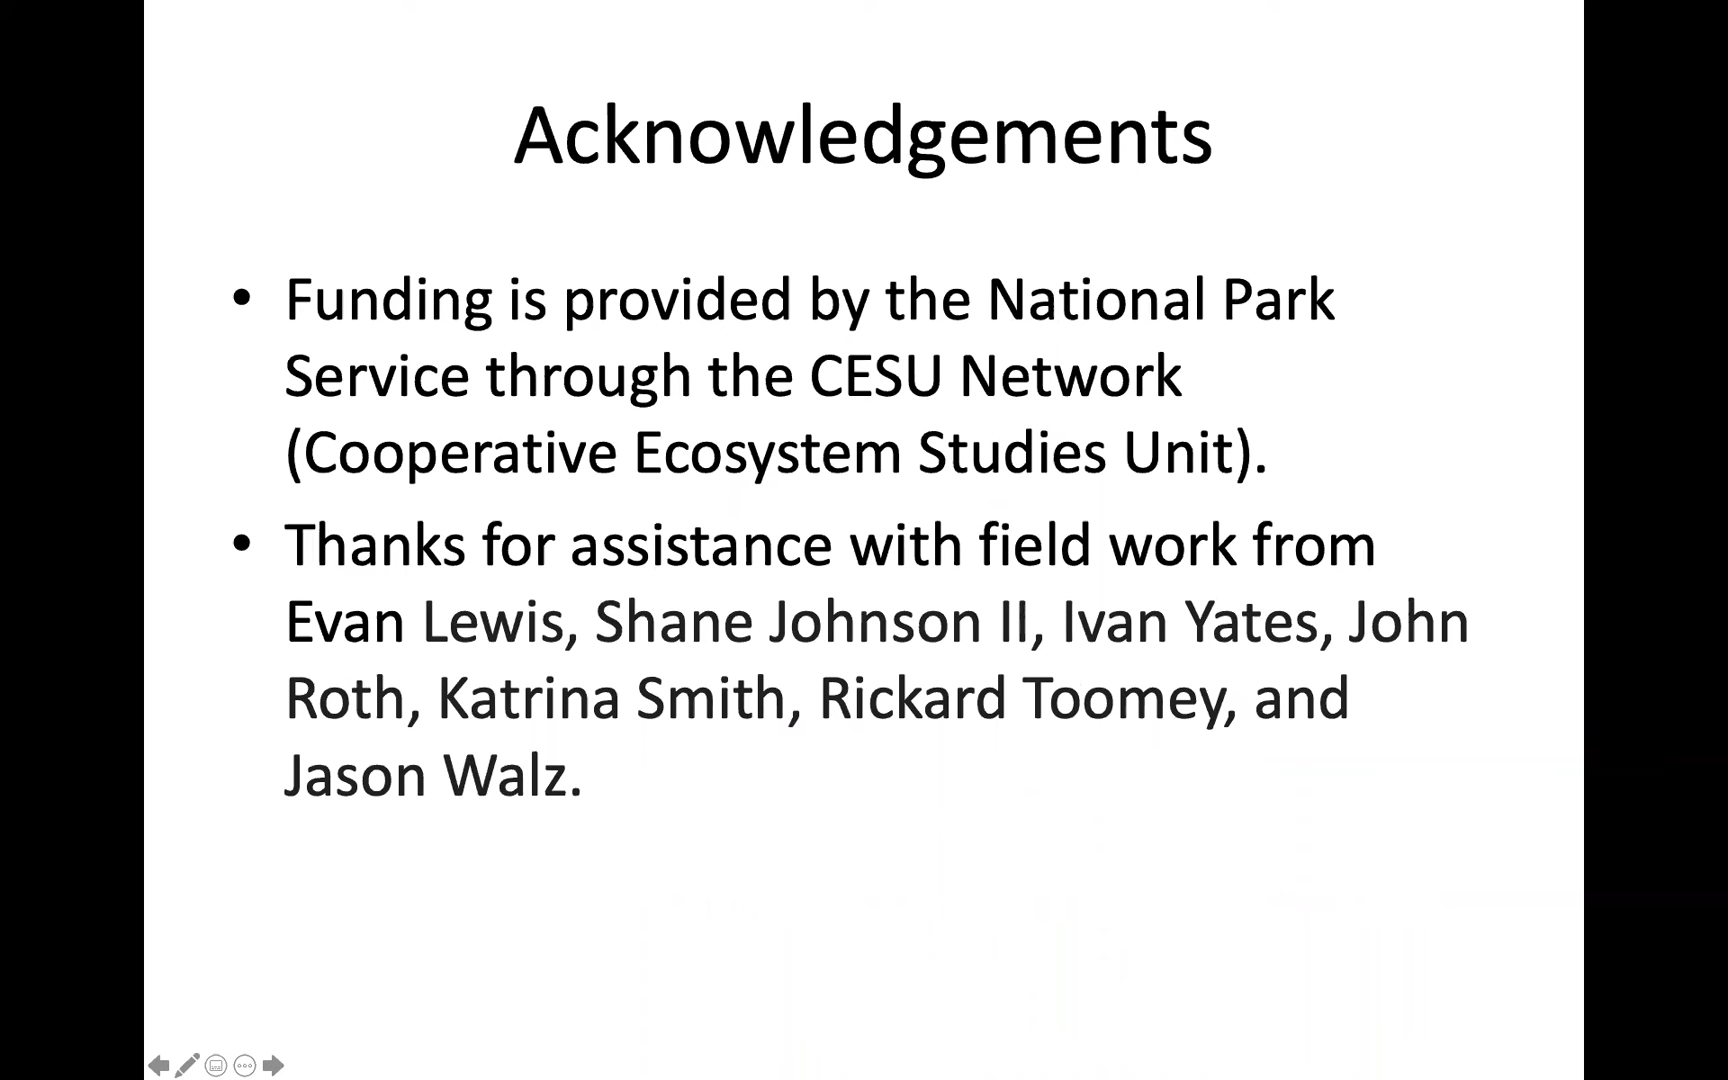 Acknowledgements
• Funding is provided by the National Park
Service through the CESU Network
(Cooperative Ecosystem Studies Unit).
• Thanks for assistance with field work from
Evan Lewis, Shane Johnson II, Ivan Yates, John
Roth, Katrina Smith, Rickard Toomey, and
Jason Walz.